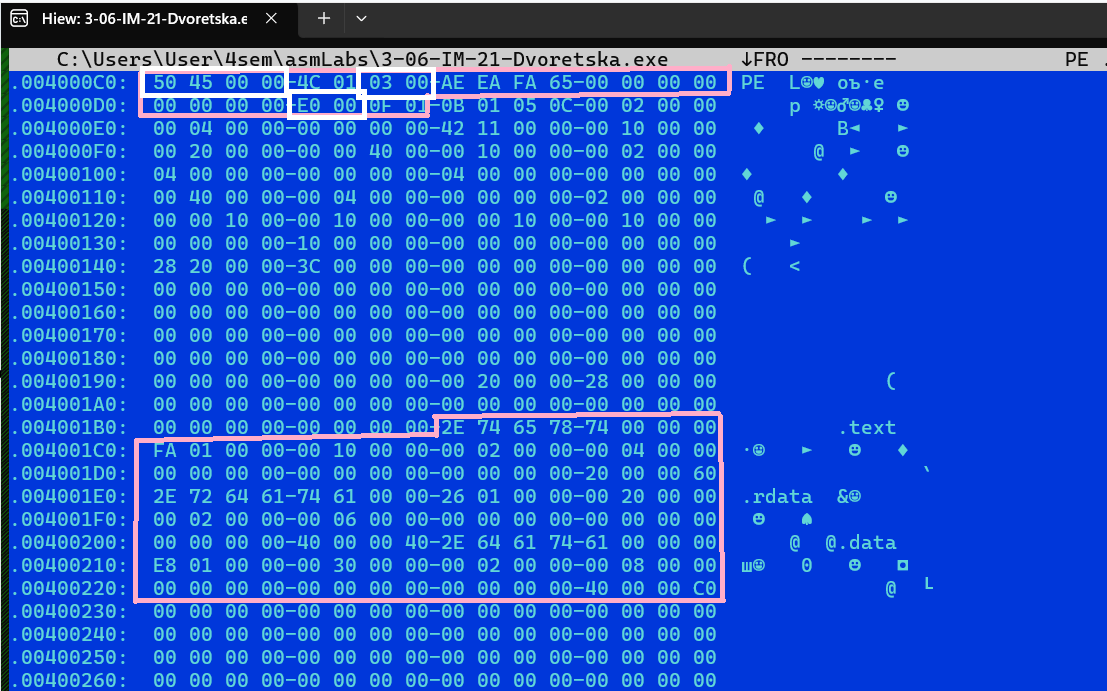 Hiew: 3-06-IM-21-Dvoretska.e
C:\Users\User\4sem\asmLabs\3-06-IM-21-Dvoretska.exe ↓FRO -------- PE .
.004000C0: 50 45 00 00-4C 01 03 00-AE EA FA 65-00 00 00 00 PE L☺♥ оъ·e
.004000D0: 00 00 00 00-E0 00 0F 01-0B 01 05 0C-00 02 00 00 р ☼☺♂☺♣♀ ☻
.004000E0: 00 04 00 00-00 00 00 00-42 11 00 00-00 10 00 00 ♦ B◄ ►
.004000F0: 00 20 00 00-00 00 40 00-00 10 00 00-00 02 00 00 @ ► ☻
.00400100: 04 00 00 00-00 00 00 00-04 00 00 00-00 00 00 00 ♦ ♦
.00400110: 00 40 00 00-00 04 00 00-00 00 00 00-02 00 00 00 @ ♦ ☻
.00400120: 00 00 10 00-00 10 00 00-00 00 10 00-00 10 00 00 ► ► ► ►
.00400130: 00 00 00 00-10 00 00 00-00 00 00 00-00 00 00 00 ►
.00400140: 28 20 00 00-3C 00 00 00-00 00 00 00-00 00 00 00 ( <
.00400150: 00 00 00 00-00 00 00 00-00 00 00 00-00 00 00 00
.00400160: 00 00 00 00-00 00 00 00-00 00 00 00-00 00 00 00
.00400170: 00 00 00 00-00 00 00 00-00 00 00 00-00 00 00 00
.00400180: 00 00 00 00-00 00 00 00-00 00 00 00-00 00 00 00
.00400190: 00 00 00 00-00 00 00 00-00 20 00 00-28 00 00 00 (
.004001A0: 00 00 00 00-00 00 00 00-00 00 00 00-00 00 00 00
.004001B0: 00 00 00 00-00 00 00 00-2E 74 65 78-74 00 00 00 .text
.004001C0: FA 01 00 00-00 10 00 00-00 02 00 00-00 04 00 00 ·☺ ► ☻ ♦
.004001D0: 00 00 00 00-00 00 00 00-00 00 00 00-20 00 00 60 `
.004001E0: 2E 72 64 61-74 61 00 00-26 01 00 00-00 20 00 00 .rdata &☺
.004001F0: 00 02 00 00-00 06 00 00-00 00 00 00-00 00 00 00 ☻ ♠
.00400200: 00 00 00 00-40 00 00 40-2E 64 61 74-61 00 00 00 @ @.data
.00400210: E8 01 00 00-00 30 00 00-00 02 00 00-00 08 00 00 ш☺ 0 ☻ ◘
.00400220: 00 00 00 00-00 00 00 00-00 00 00 00-40 00 00 C0 @ └
.00400230: 00 00 00 00-00 00 00 00-00 00 00 00-00 00 00 00
.00400240: 00 00 00 00-00 00 00 00-00 00 00 00-00 00 00 00
.00400250: 00 00 00 00-00 00 00 00-00 00 00 00-00 00 00 00
.00400260: 00 00 00 00-00 00 00 00-00 00 00 00-00 00 00 00